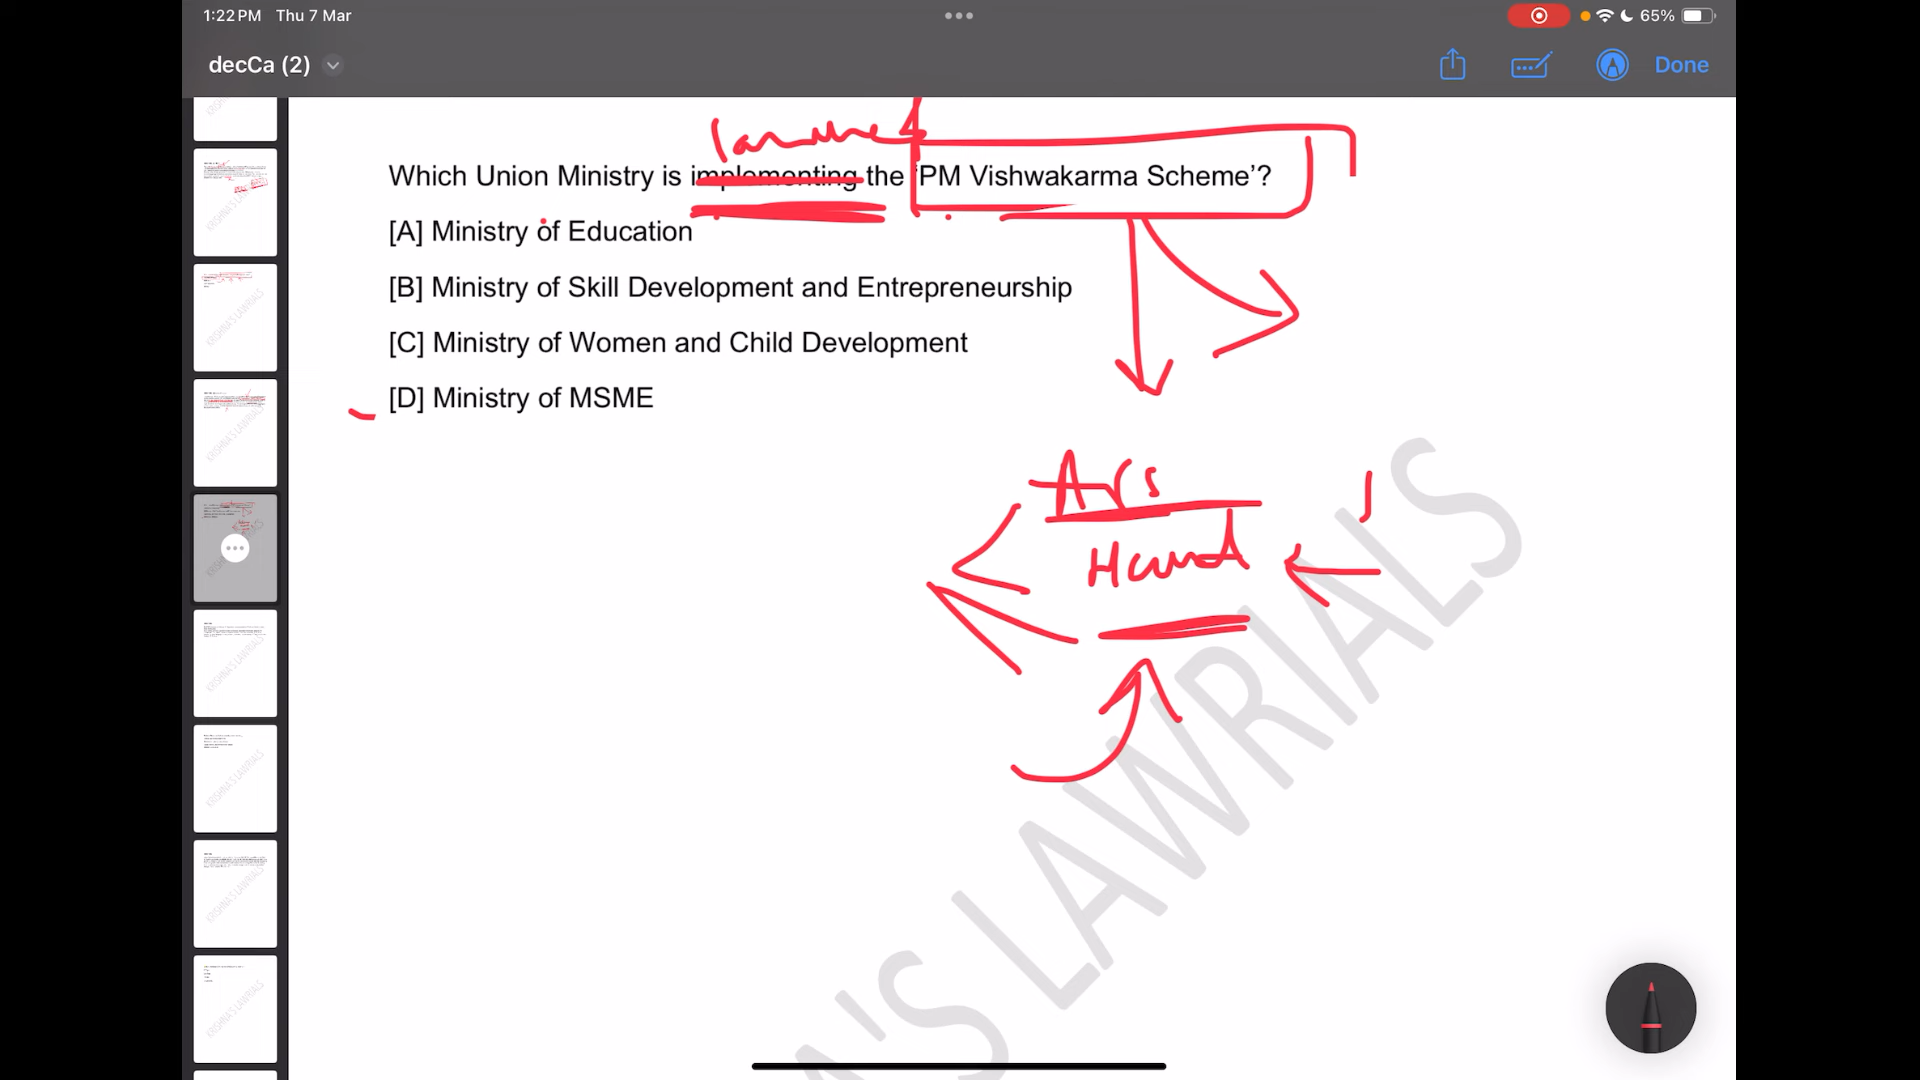 1:22 PM Thu 7 Mar
65%
decCa (2)
Done
Which Union Ministry is implementing the ‘PM Vishwakarma Scheme’?
[A] Ministry of Education
[B] Ministry of Skill Development and Entrepreneurship
[C] Ministry of Women and Child Development
[D] Ministry of MSME
Ars
Hand
'S LAWRIALS